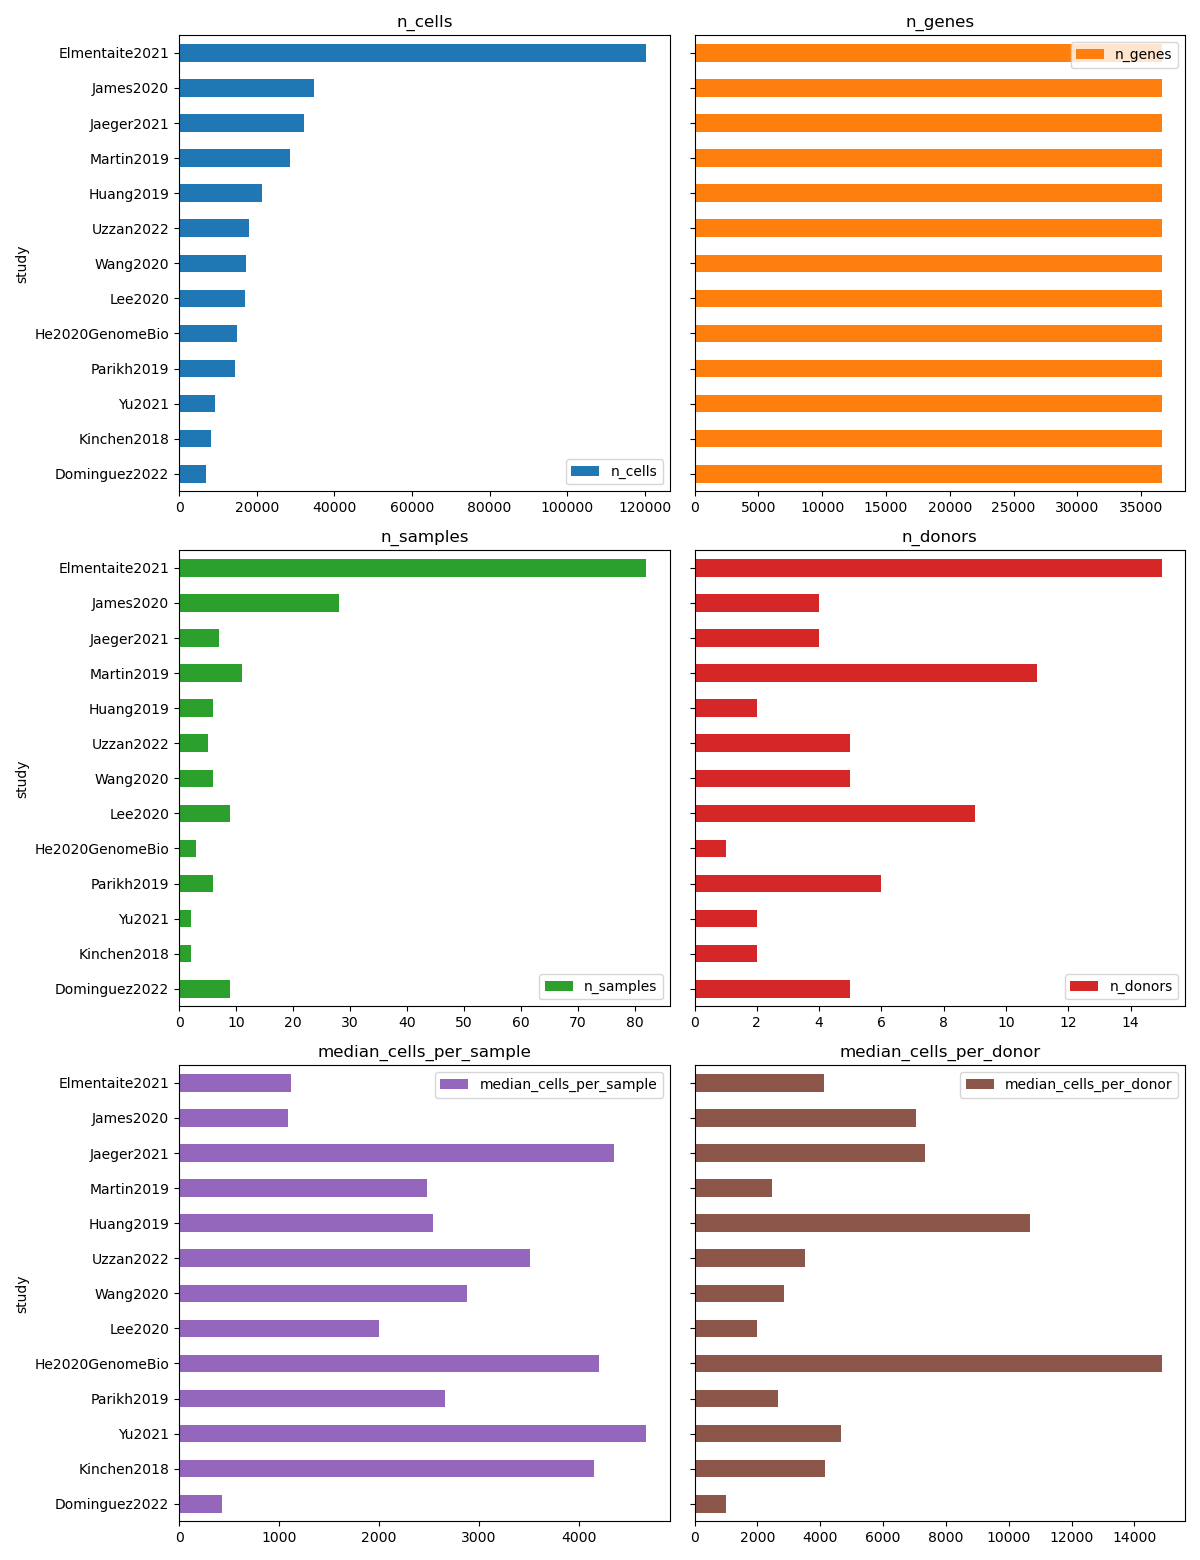 n_cells
n_genes
Elmentaite2021
James2020
Jaeger2021
Martin2019
Huang2019
Uzzan2022
Wang2020
Lee2020
He2020GenomeBio
Parikh2019
Yu2021
Kinchen2018
Dominguez2022
study
n_cells
n_genes
0 20000 40000 60000 80000 100000 120000
0 5000 10000 15000 20000 25000 30000 35000
n_samples
n_donors
Elmentaite2021
James2020
Jaeger2021
Martin2019
Huang2019
Uzzan2022
Wang2020
Lee2020
He2020GenomeBio
Parikh2019
Yu2021
Kinchen2018
Dominguez2022
study
n_samples
n_donors
0 10 20 30 40 50 60 70 80
0 2 4 6 8 10 12 14
median_cells_per_sample
median_cells_per_donor
Elmentaite2021
James2020
Jaeger2021
Martin2019
Huang2019
Uzzan2022
Wang2020
Lee2020
He2020GenomeBio
Parikh2019
Yu2021
Kinchen2018
Dominguez2022
study
median_cells_per_sample
median_cells_per_donor
0 1000 2000 3000 4000
0 2000 4000 6000 8000 10000 12000 14000